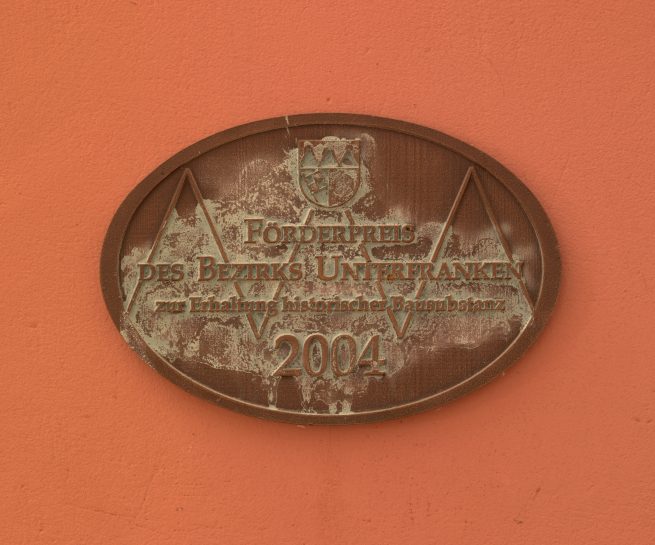 FÖRDERPREIS
DES BEZIRKS UNTERFRANKEN
zur Erhaltung historischer Bausubstanz
2004